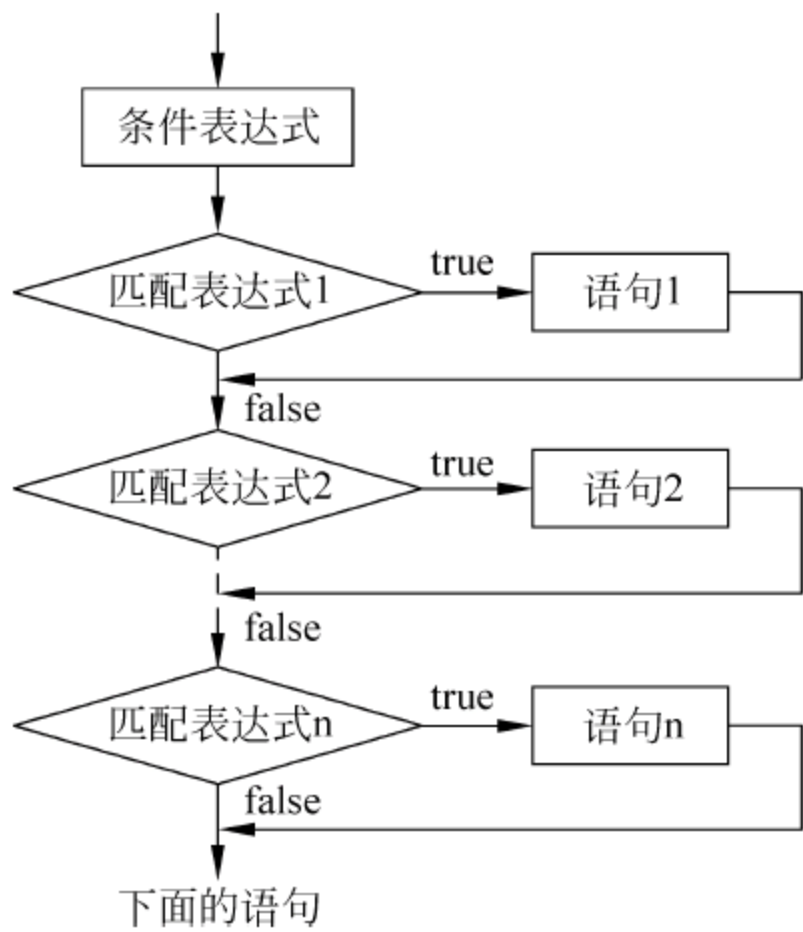 条件表达式
匹配表达式1
true
语句1
false
匹配表达式2
true
语句2
false
匹配表达式n
true
语句n
false
下面的语句